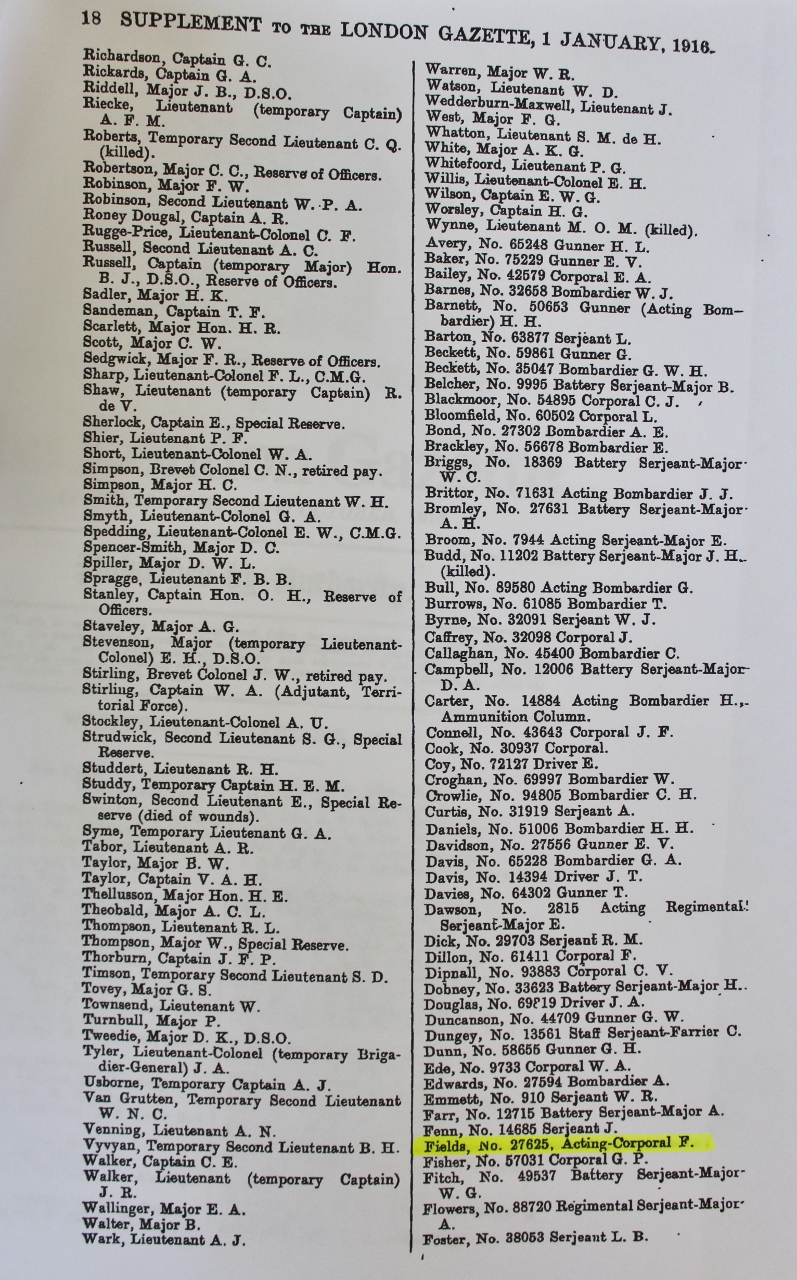 18 SUPPLEMENT TO THE LONDON GAZETTE, 1 JANUARY, 1916.
Richardson, Captain G. C.
Rickards, Captain G. A.
Riddell, Major J. B., D.S.O.
Riecke, Lieutenant (temporary Captain)
A. F. M.
Roberts, Temporary Second Lieutenant C. Q.
(killed).
Robertson, Major C. C., Reserve of Officers.
Robinson, Major F. W.
Robinson, Second Lieutenant W. P. A.
Roney Dougal, Captain A. R.
Rugge-Price, Lieutenant-Colonel C. F.
Russell, Second Lieutenant A. C.
Russell, Captain (temporary Major) Hon.
B. J., D.S.O., Reserve of Officers.
Sadler, Major H. K.
Sandeman, Captain T. F.
Scarlett, Major Hon. H. R.
Scott, Major C. W.
Sedgwick, Major F. R., Reserve of Officers.
Sharp, Lieutenant-Colonel F. L., C.M.G.
Shaw, Lieutenant (temporary Captain) R.
de V.
Sherlock, Captain E., Special Reserve.
Shier, Lieutenant P. F.
Short, Lieutenant-Colonel W. A.
Simpson, Brevet Colonel C. N., retired pay.
Simpson, Major H. C.
Smith, Temporary Second Lieutenant W. H.
Smyth, Lieutenant-Colonel G. A.
Spedding, Lieutenant-Colonel E. W., C.M.G.
Spencer-Smith, Major D. C.
Spiller, Major D. W. L.
Spragge, Lieutenant F. B. B.
Stanley, Captain Hon. O. H., Reserve of
Officers.
Staveley, Major A. G.
Stevenson, Major (temporary Lieutenant-
Colonel) E. H., D.S.O.
Stirling, Brevet Colonel J. W., retired pay.
Stirling, Captain W. A. (Adjutant, Terri-
torial Force).
Stockley, Lieutenant-Colonel A. U.
Strudwick, Second Lieutenant S. G., Special
Reserve.
Studdert, Lieutenant R. H.
Studdy, Temporary Captain H. E. M.
Swinton, Second Lieutenant E., Special Re-
serve (died of wounds).
Syme, Temporary Lieutenant G. A.
Tabor, Lieutenant A. R.
Taylor, Major B. W.
Taylor, Captain V. A. H.
Thellusson, Major Hon. H. E.
Theobald, Major A. C. L.
Thompson, Lieutenant R. L.
Thompson, Major W., Special Reserve.
Thorburn, Captain J. F. P.
Timson, Temporary Second Lieutenant S. D.
Tovey, Major G. S.
Townsend, Lieutenant W.
Turnbull, Major P.
Tweedie, Major D. K., D.S.O.
Tyler, Lieutenant-Colonel (temporary Briga-
dier-General) J. A.
Usborne, Temporary Captain A. J.
Van Grutten, Temporary Second Lieutenant
W. N. C.
Venning, Lieutenant A. N.
Vyvyan, Temporary Second Lieutenant B. H.
Walker, Captain C. E.
Walker, Lieutenant (temporary Captain)
J. R.
Wallinger, Major E. A.
Walter, Major B.
Wark, Lieutenant A. J.
Warren, Major W. R.
Watson, Lieutenant W. D.
Wedderburn-Maxwell, Lieutenant J.
West, Major F. G.
Whatton, Lieutenant S. M. de H.
White, Major A. K. G.
Whitefoord, Lieutenant P. G.
Willis, Lieutenant-Colonel E. H.
Wilson, Captain E. W. G.
Worsley, Captain H. G.
Wynne, Lieutenant M. O. M. (killed).
Avery, No. 65248 Gunner H. L.
Baker, No. 75229 Gunner E. V.
Bailey, No. 42579 Corporal E. A.
Barnes, No. 32658 Bombardier W. J.
Barnett, No. 50653 Gunner (Acting Bom-
bardier) H. H.
Barton, No. 63877 Serjeant L.
Beckett, No. 59861 Gunner G.
Beckett, No. 35047 Bombardier G. W. H.
Belcher, No. 9995 Battery Serjeant-Major B.
Blackmoor, No. 54895 Corporal C. J.
Bloomfield, No. 60502 Corporal L.
Bond, No. 27302 Bombardier A. E.
Brackley, No. 56678 Bombardier E.
Briggs, No. 18369 Battery Serjeant-Major
W. C.
Brittor, No. 71631 Acting Bombardier J. J.
Bromley, No. 27631 Battery Serjeant-Major
A. H.
Broom, No. 7944 Acting Serjeant-Major E.
Budd, No. 11202 Battery Serjeant-Major J. H.
(killed).
Bull, No. 89580 Acting Bombardier G.
Burrows, No. 61085 Bombardier T.
Byrne, No. 32091 Serjeant W. J.
Caffrey, No. 32098 Corporal J.
Callaghan, No. 45400 Bombardier C.
Campbell, No. 12006 Battery Serjeant-Major
D. A.
Carter, No. 14884 Acting Bombardier H.,
Ammunition Column.
Connell, No. 43643 Corporal J. F.
Cook, No. 30937 Corporal.
Coy, No. 72127 Driver E.
Croghan, No. 69997 Bombardier W.
Crowlie, No. 94805 Bombardier C. H.
Curtis, No. 31919 Serjeant A.
Daniels, No. 51006 Bombardier H. H.
Davidson, No. 27556 Gunner E. V.
Davis, No. 65228 Bombardier G. A.
Davis, No. 14394 Driver J. T.
Davies, No. 64302 Gunner T.
Dawson, No. 2815 Acting Regimental
Serjeant-Major E.
Dick, No. 29703 Serjeant R. M.
Dillon, No. 61411 Corporal F.
Dipnall, No. 93883 Corporal C. V.
Dobney, No. 33623 Battery Serjeant-Major H.
Douglas, No. Driver J. A.
Duncanson, No. 44709 Gunner G. W.
Dungey, No. 13561 Staff Serjeant-Farrier C.
Dunn, No. 58655 Gunner G. H.
Ede, No. 9733 Corporal W. A.
Edwards, No. 27594 Bombardier A.
Emmett, No. 910 Serjeant W. R.
Farr, No. 12715 Battery Serjeant-Major A.
Fenn, No. 14685 Serjeant J.
Fields, No. 27625, Acting-Corporal F.
Fisher, No. 57031 Corporal G. P.
Fitch, No. 49537 Battery Serjeant-Major
W. G.
Flowers, No. 88720 Regimental Serjeant-Major
A.
Foster, No. 38053 Serjeant L. B.